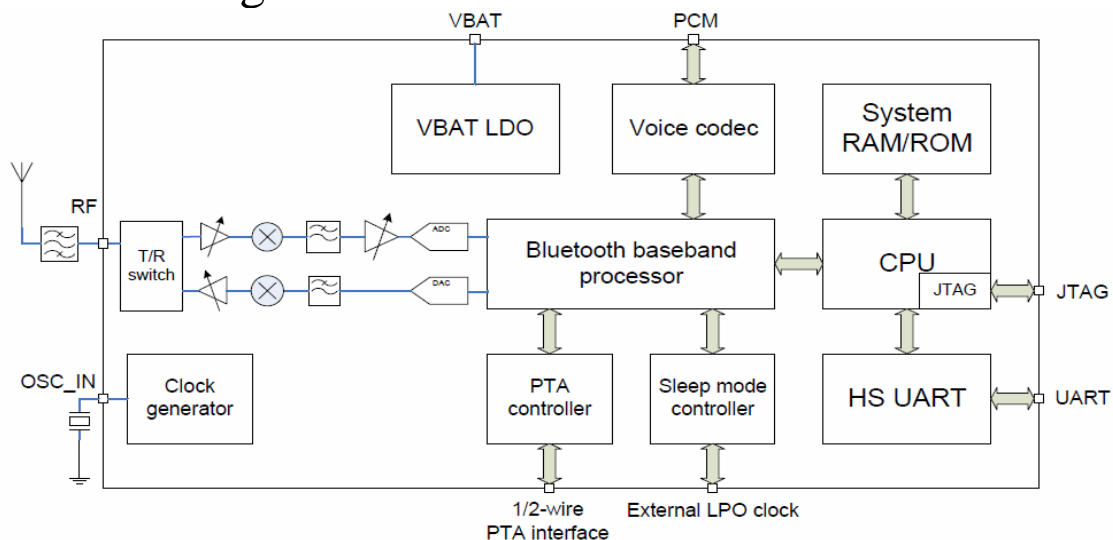 VBAT
PCM
VBAT LDO
Voice codec
System
RAM/ROM
RF
T/R
switch
ADC
DAC
Bluetooth baseband
processor
CPU
JTAG
JTAG
OSC_IN
Clock
generator
PTA
controller
Sleep mode
controller
HS UART
UART
1/2-wire
PTA interface
External LPO clock